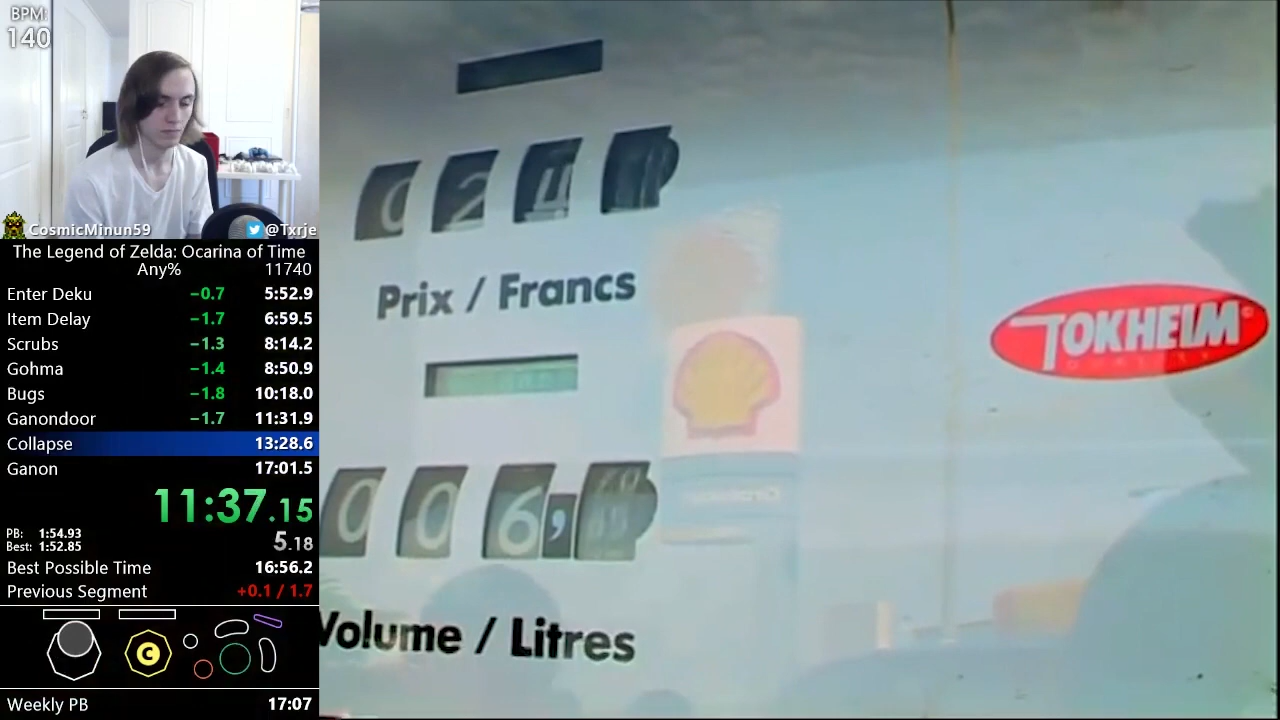 BPM:
140
CosmicMinun59
@Txrje
The Legend of Zelda: Ocarina of Time
Any% 11740
Enter Deku −0.7 5:52.9
Item Delay −1.7 6:59.5
Scrubs −1.3 8:14.2
Gohma −1.4 8:50.9
Bugs −1.8 10:18.0
Ganondoor −1.7 11:31.9
Collapse 13:28.6
Ganon 17:01.5
11:37.15
PB: 1:54.93
Best: 1:52.85
5.18
Best Possible Time 16:56.2
Previous Segment +0.1 / 1.7
C
Weekly PB 17:07
024
Prix / Francs
TOKHEIM
006,
Volume / Litres